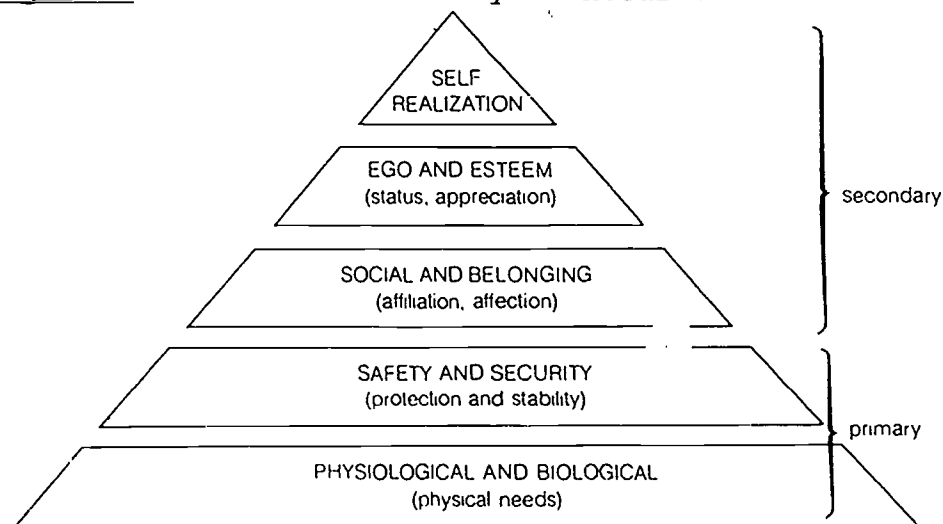 SELF
REALIZATION
EGO AND ESTEEM
(status, appreciation)
secondary
SOCIAL AND BELONGING
(affiliation, affection)
SAFETY AND SECURITY
(protection and stability)
primary
PHYSIOLOGICAL AND BIOLOGICAL
(physical needs)